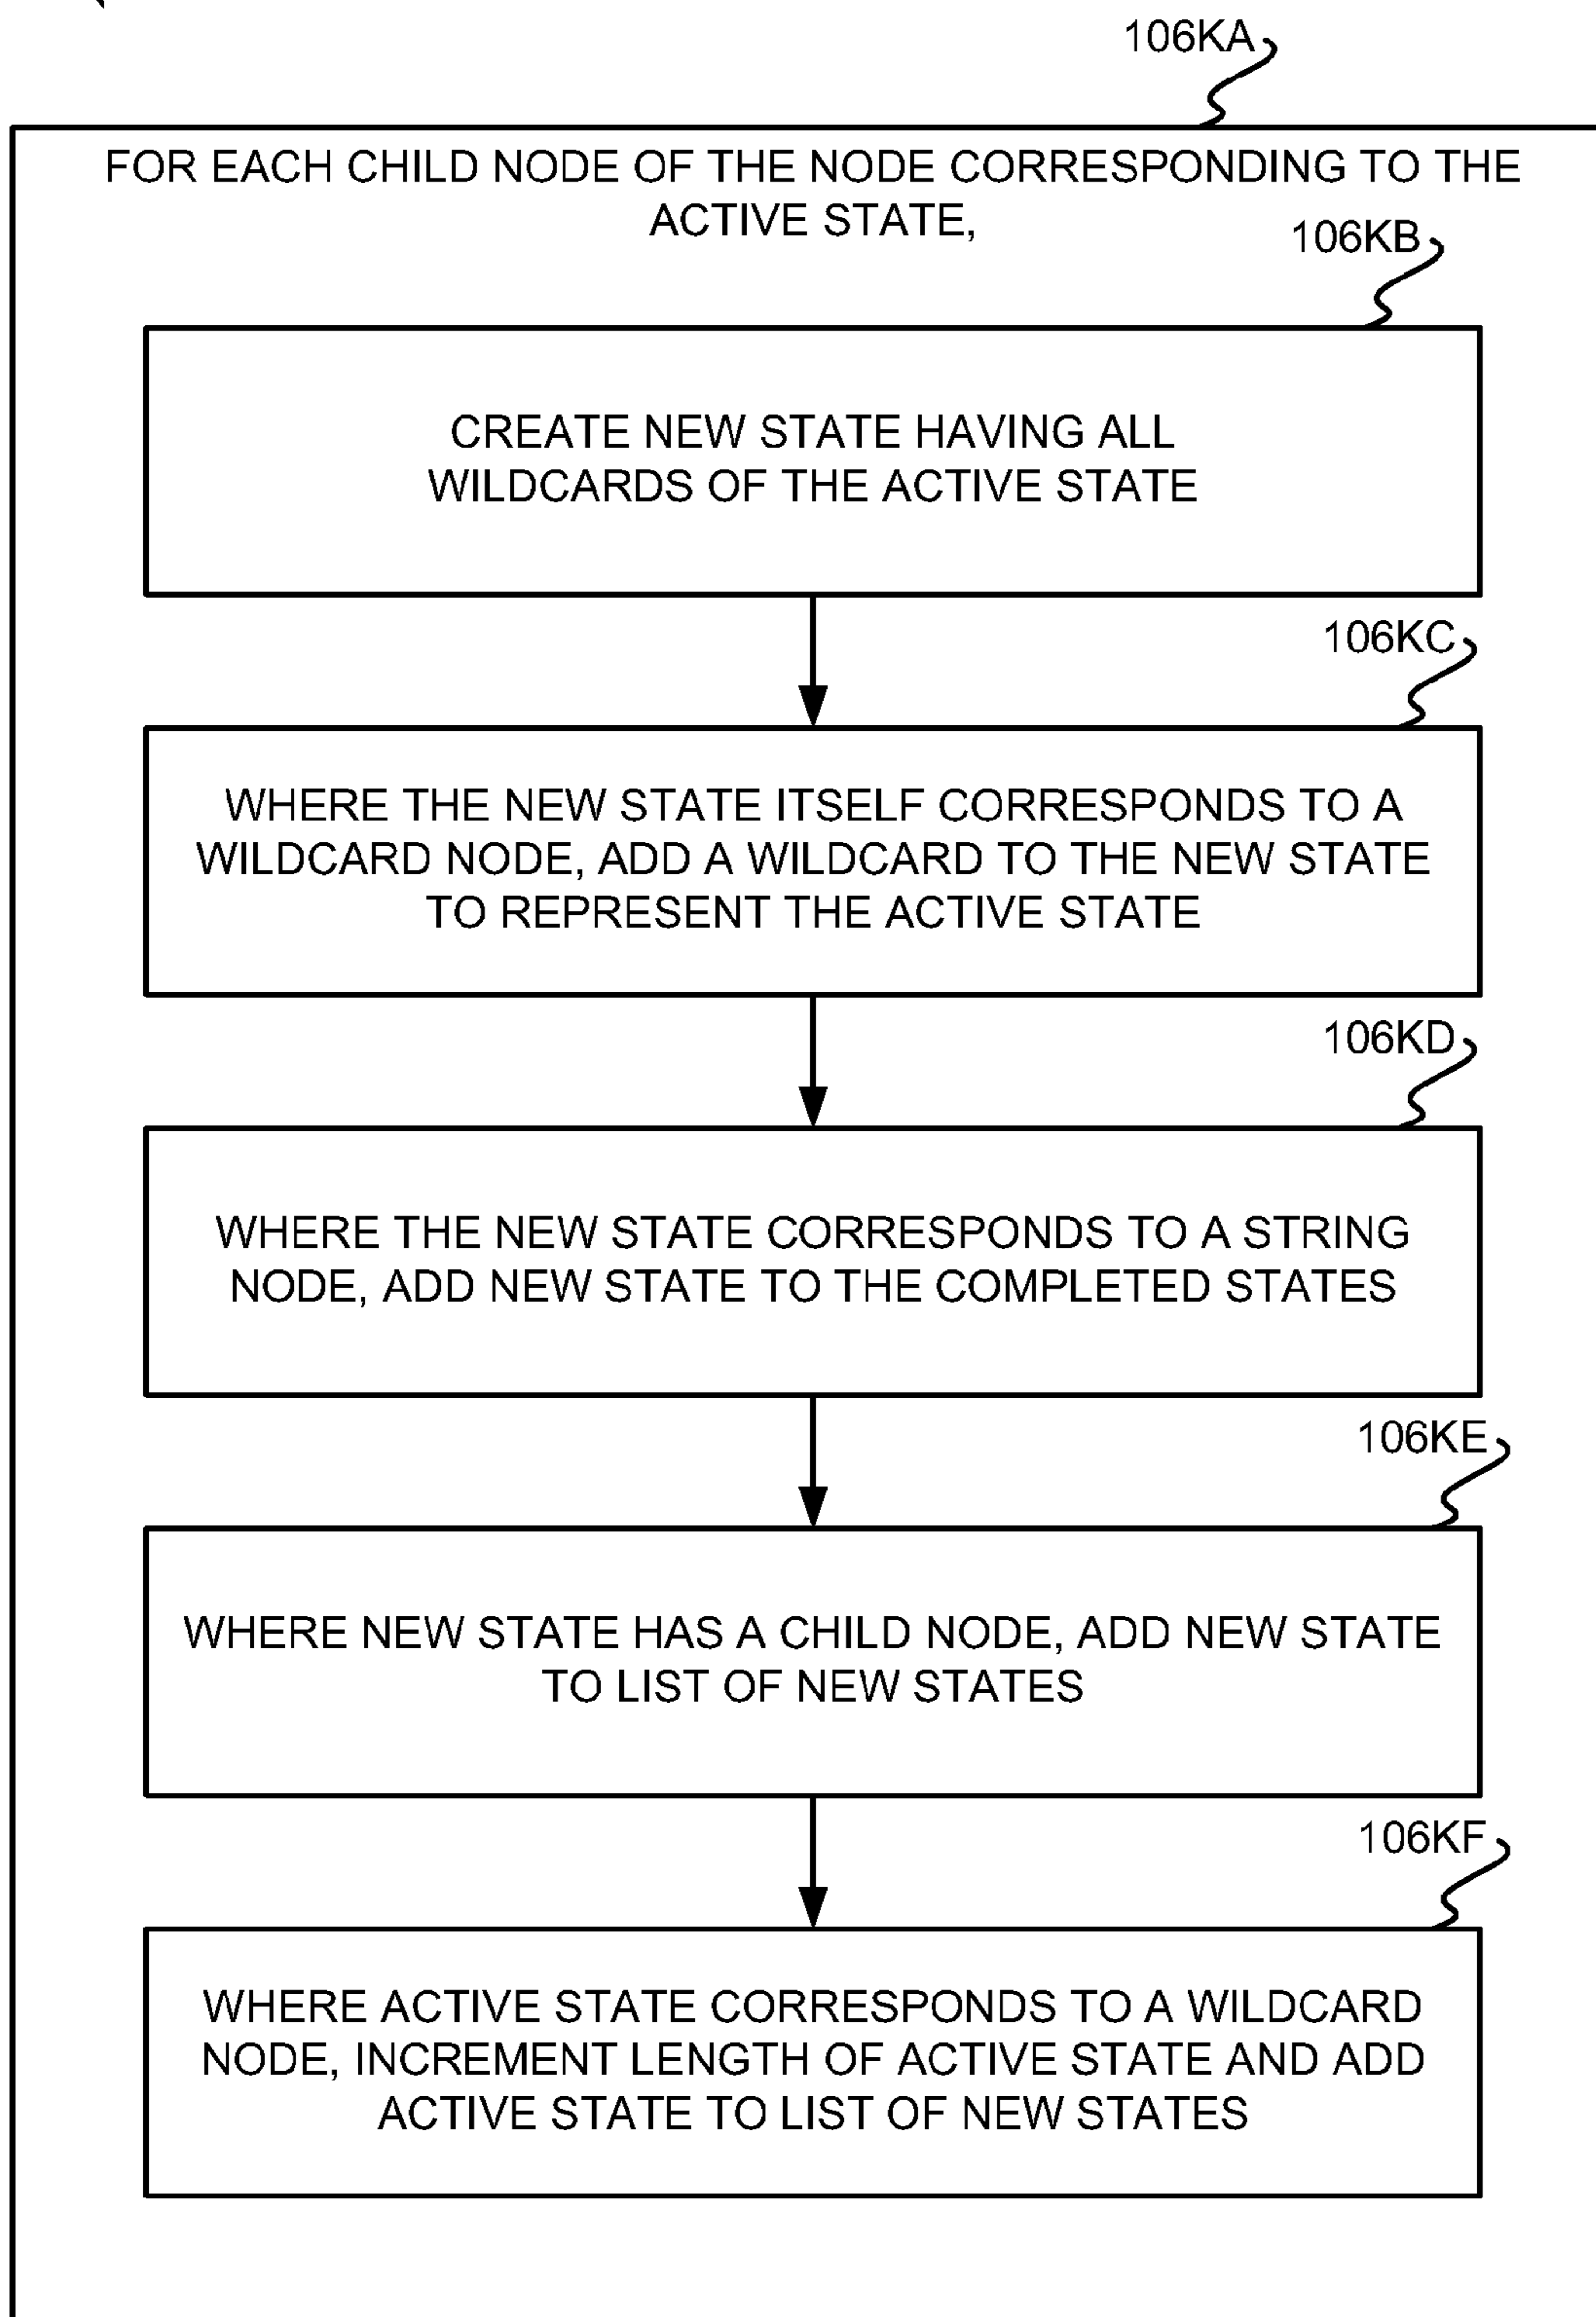 106KA
FOR EACH CHILD NODE OF THE NODE CORRESPONDING TO THE
ACTIVE STATE,
106KB
CREATE NEW STATE HAVING ALL
WILDCARDS OF THE ACTIVE STATE
106KC
WHERE THE NEW STATE ITSELF CORRESPONDS TO A
WILDCARD NODE, ADD A WILDCARD TO THE NEW STATE
TO REPRESENT THE ACTIVE STATE
106KD
WHERE THE NEW STATE CORRESPONDS TO A STRING
NODE, ADD NEW STATE TO THE COMPLETED STATES
106KE
WHERE NEW STATE HAS A CHILD NODE, ADD NEW STATE
TO LIST OF NEW STATES
106KF
WHERE ACTIVE STATE CORRESPONDS TO A WILDCARD
NODE, INCREMENT LENGTH OF ACTIVE STATE AND ADD
ACTIVE STATE TO LIST OF NEW STATES